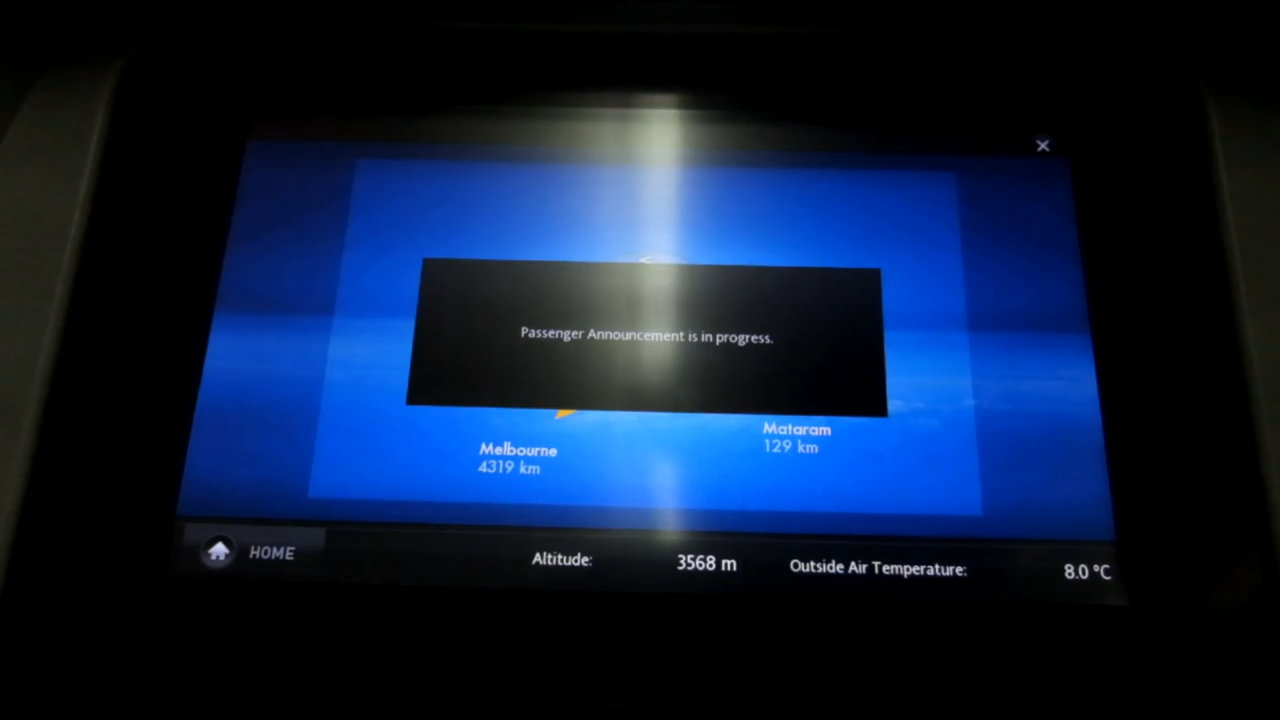 Passenger Announcement is in progress.
Mataram
129 km
Melbourne
4319 km
HOME
Altitude: 3568 m Outside Air Temperature: 8.0 °C